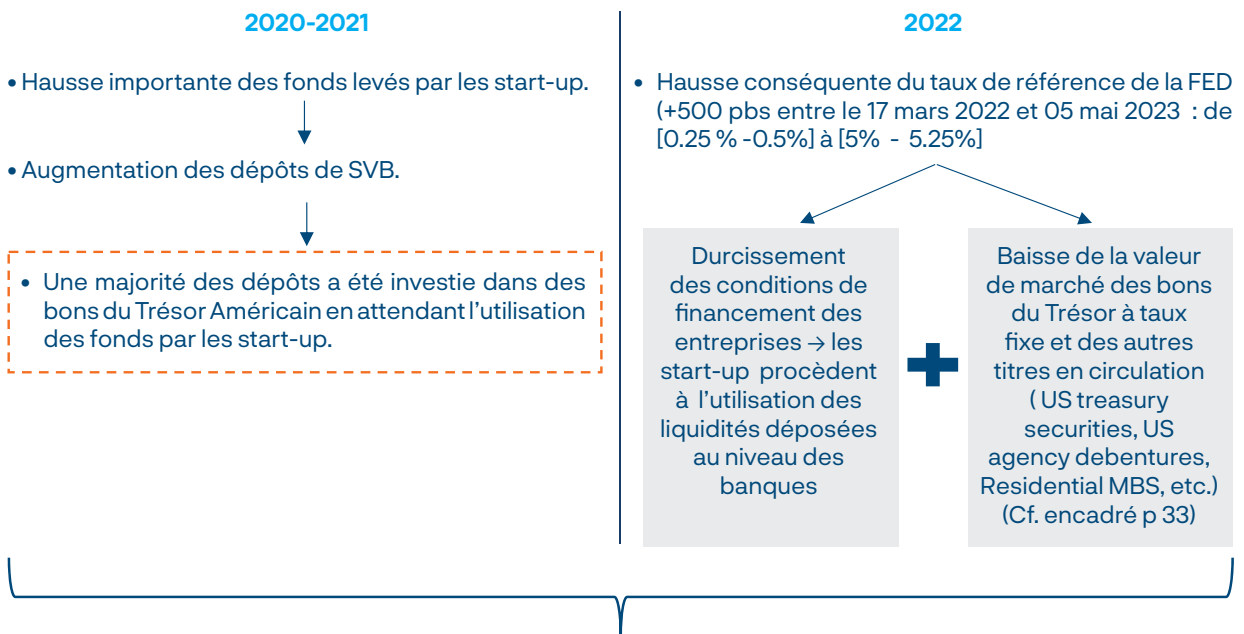 2020-2021
• Hausse importante des fonds levés par les start-up.
• Augmentation des dépôts de SVB.
• Une majorité des dépôts a été investie dans des
bons du Trésor Américain en attendant l’utilisation
des fonds par les start-up.
2022
• Hausse conséquente du taux de référence de la FED
(+500 pbs entre le 17 mars 2022 et 05 mai 2023 : de
[0.25 % -0.5%] à [5% - 5.25%]
Durcissement
des conditions de
financement des
entreprises → les
start-up procèdent
à l’utilisation des
liquidités déposées
au niveau des
banques
Baisse de la valeur
de marché des bons
du Trésor à taux
fixe et des autres
titres en circulation
( US treasury
securities, US
agency debentures,
Residential MBS, etc.)
(Cf. encadré p 33)